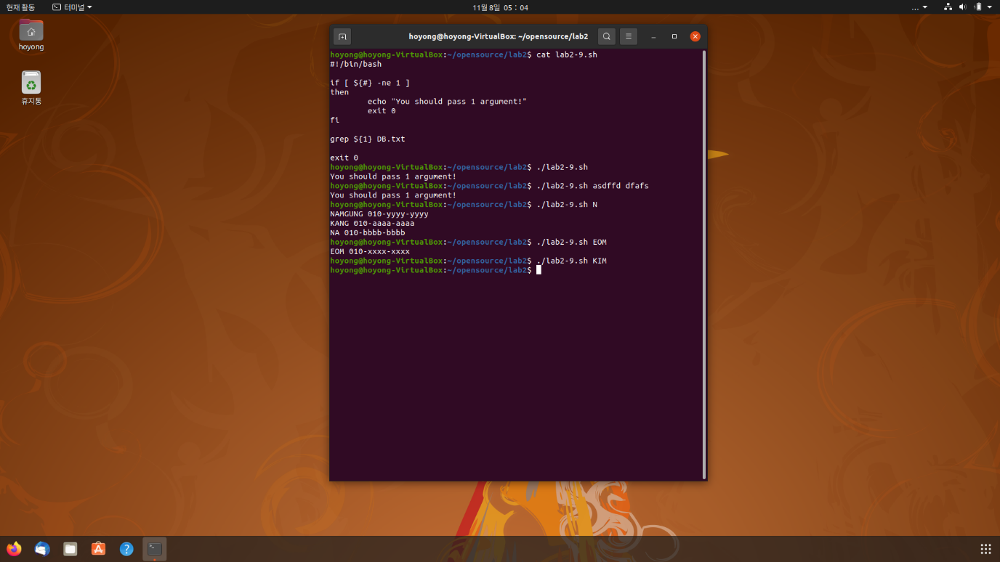 현재 활동 터미널 11월 8일 05 : 04 ...
hoyong
휴지통
hoyong@hoyong-VirtualBox: ~/opensource/lab2
hoyong@hoyong-VirtualBox:~/opensource/lab2$ cat lab2-9.sh
#!/bin/bash
if [ ${#} -ne 1 ]
then
echo "You should pass 1 argument!"
exit 0
fi
grep ${1} DB.txt
exit 0
hoyong@hoyong-VirtualBox:~/opensource/lab2$ ./lab2-9.sh
You should pass 1 argument!
hoyong@hoyong-VirtualBox:~/opensource/lab2$ ./lab2-9.sh asdffd dfafs
You should pass 1 argument!
hoyong@hoyong-VirtualBox:~/opensource/lab2$ ./lab2-9.sh N
NAMGUNG 010-yyyy-yyyy
KANG 010-aaaa-aaaa
NA 010-bbbb-bbbb
hoyong@hoyong-VirtualBox:~/opensource/lab2$ ./lab2-9.sh EOM
EOM 010-xxxx-xxxx
hoyong@hoyong-VirtualBox:~/opensource/lab2$ ./lab2-9.sh KIM
hoyong@hoyong-VirtualBox:~/opensource/lab2$